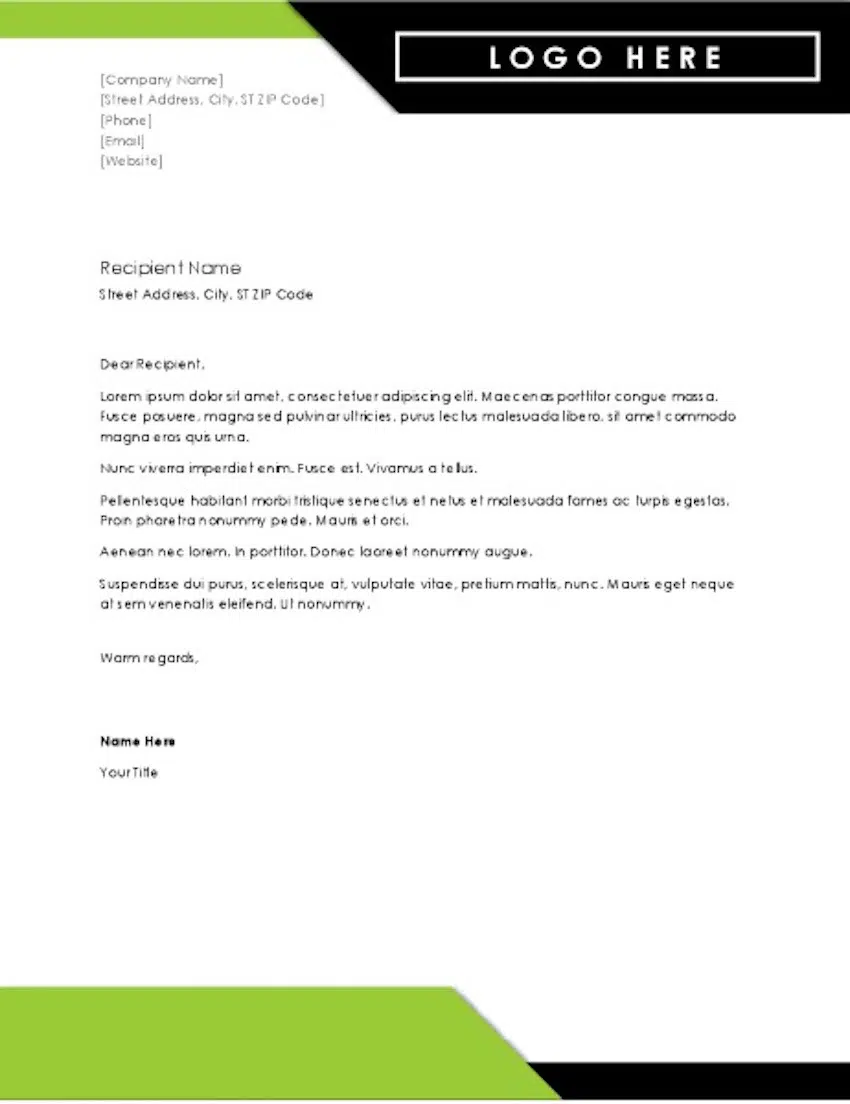 LOGO HERE
[Company Name]
[Street Address, City, ST ZIP Code]
[Phone]
[Email]
[Website]
Recipient Name
Street Address, City, ST ZIP Code
Dear Recipient,
Lorem ipsum dolor sit amet, consectetuer adipiscing elit. Maecenas porttitor congue massa.
Fusce posuere, magna sed pulvinar ultricies, purus lectus malesuada libero, sit amet commodo
magna eros quis urna.
Nunc viverra imperdiet enim. Fusce est. Vivamus a tellus.
Pellentesque habitant morbi tristique senectus et netus et malesuada fames ac turpis egestas.
Proin pharetra nonummy pede. Mauris et orci.
Aenean nec lorem. In porttitor. Donec laoreet nonummy augue.
Suspendisse dui purus, scelerisque at, vulputate vitae, pretium mattis, nunc. Mauris eget neque
at sem venenatis eleifend. Ut nonummy.
Warm regards,
Name Here
Your Title